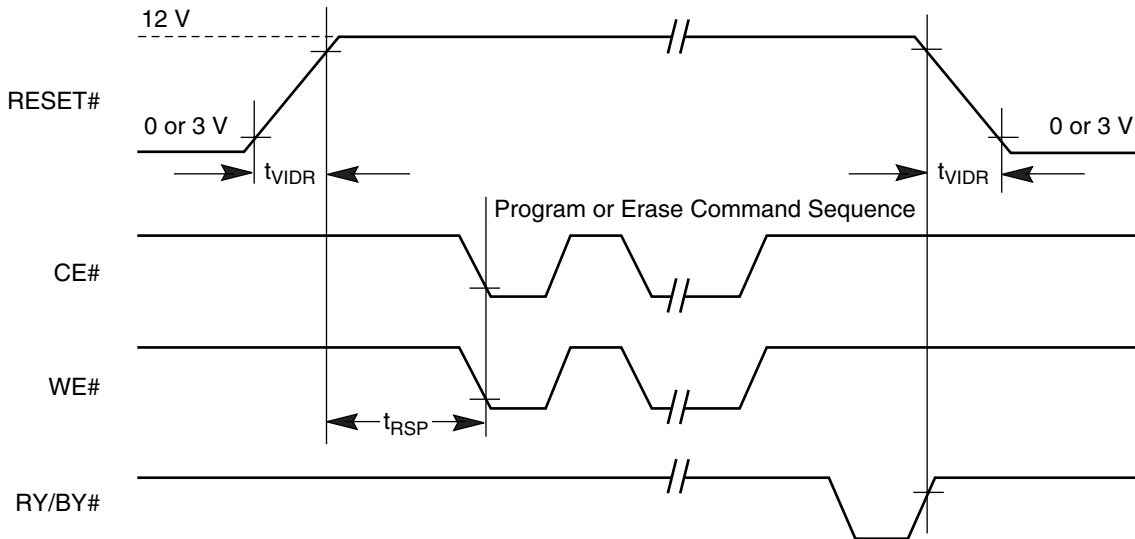 12 V
RESET#
0 or 3 V
0 or 3 V
tVIDR
tVIDR
Program or Erase Command Sequence
CE#
WE#
tRSP
RY/BY#